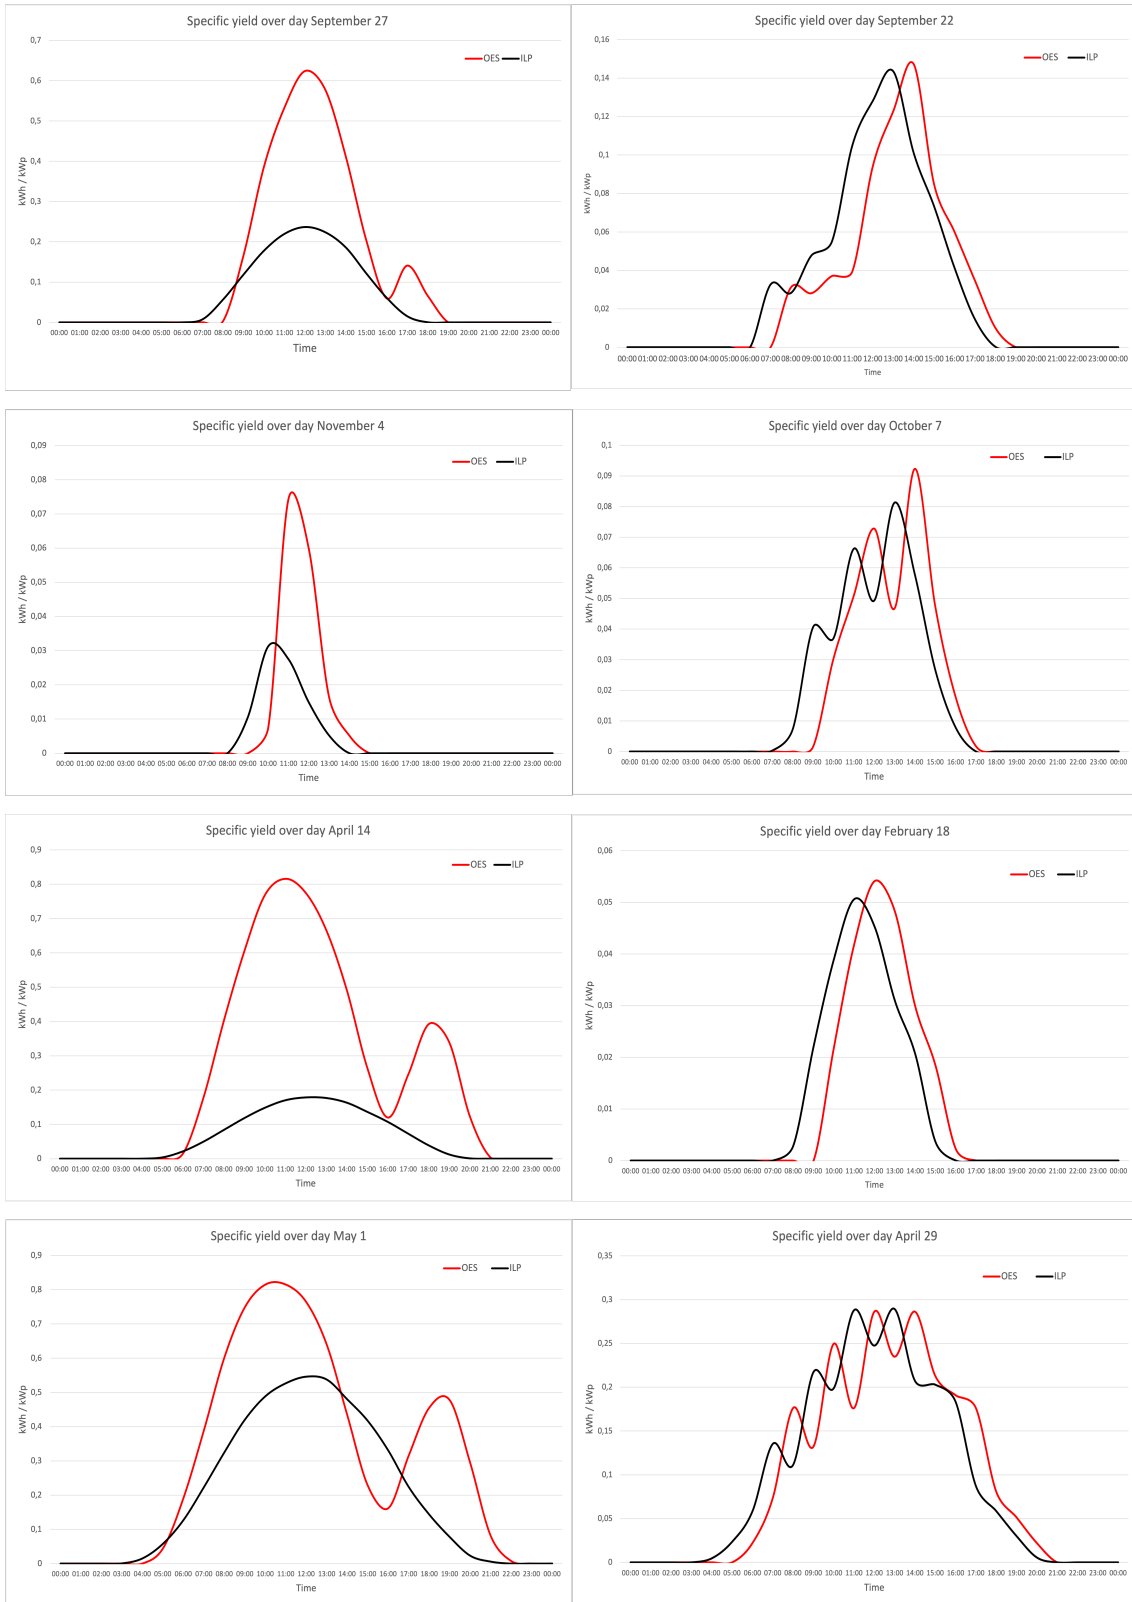 Specific yield over day September 27
OES ILP
0,7
0,6
0,5
0,4
0,3
0,2
0,1
0
kWh / kWp
00:00 01:00 02:00 03:00 04:00 05:00 06:00 07:00 08:00 09:00 10:00 11:00 12:00 13:00 14:00 15:00 16:00 17:00 18:00 19:00 20:00 21:00 22:00 23:00 00:00
Time
Specific yield over day September 22
OES ILP
0,16
0,14
0,12
0,1
0,08
0,06
0,04
0,02
0
kWh / kWp
00:00 01:00 02:00 03:00 04:00 05:00 06:00 07:00 08:00 09:00 10:00 11:00 12:00 13:00 14:00 15:00 16:00 17:00 18:00 19:00 20:00 21:00 22:00 23:00 00:00
Time
Specific yield over day November 4
OES ILP
0,09
0,08
0,07
0,06
0,05
0,04
0,03
0,02
0,01
0
kWh / kWp
00:00 01:00 02:00 03:00 04:00 05:00 06:00 07:00 08:00 09:00 10:00 11:00 12:00 13:00 14:00 15:00 16:00 17:00 18:00 19:00 20:00 21:00 22:00 23:00 00:00
Time
Specific yield over day October 7
OES ILP
0,1
0,09
0,08
0,07
0,06
0,05
0,04
0,03
0,02
0,01
0
kWh / kWp
00:00 01:00 02:00 03:00 04:00 05:00 06:00 07:00 08:00 09:00 10:00 11:00 12:00 13:00 14:00 15:00 16:00 17:00 18:00 19:00 20:00 21:00 22:00 23:00 00:00
Time
Specific yield over day April 14
OES ILP
0,9
0,8
0,7
0,6
0,5
0,4
0,3
0,2
0,1
0
kWh / kWp
00:00 01:00 02:00 03:00 04:00 05:00 06:00 07:00 08:00 09:00 10:00 11:00 12:00 13:00 14:00 15:00 16:00 17:00 18:00 19:00 20:00 21:00 22:00 23:00 00:00
Time
Specific yield over day February 18
OES ILP
0,06
0,05
0,04
0,03
0,02
0,01
0
kWh / kWp
00:00 01:00 02:00 03:00 04:00 05:00 06:00 07:00 08:00 09:00 10:00 11:00 12:00 13:00 14:00 15:00 16:00 17:00 18:00 19:00 20:00 21:00 22:00 23:00 00:00
Time
Specific yield over day May 1
OES ILP
0,9
0,8
0,7
0,6
0,5
0,4
0,3
0,2
0,1
0
kWh / kWp
00:00 01:00 02:00 03:00 04:00 05:00 06:00 07:00 08:00 09:00 10:00 11:00 12:00 13:00 14:00 15:00 16:00 17:00 18:00 19:00 20:00 21:00 22:00 23:00 00:00
Time
Specific yield over day April 29
OES ILP
0,35
0,3
0,25
0,2
0,15
0,1
0,05
0
kWh / kWp
00:00 01:00 02:00 03:00 04:00 05:00 06:00 07:00 08:00 09:00 10:00 11:00 12:00 13:00 14:00 15:00 16:00 17:00 18:00 19:00 20:00 21:00 22:00 23:00 00:00
Time